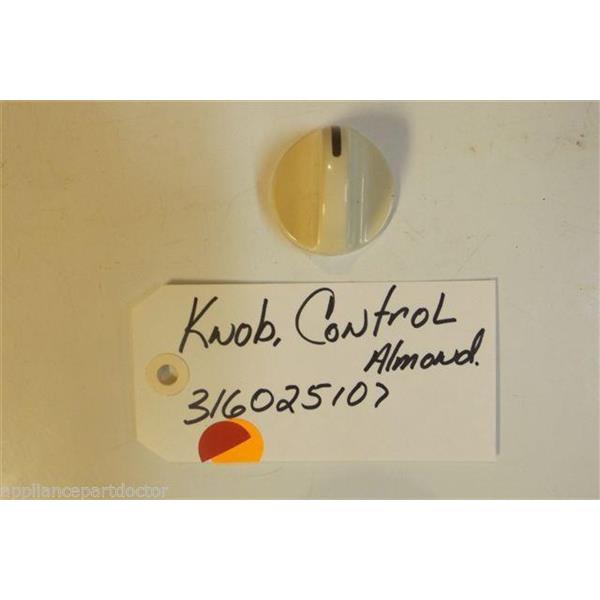 Knob, Control
Almond.
316025107
appliancepartdoctor